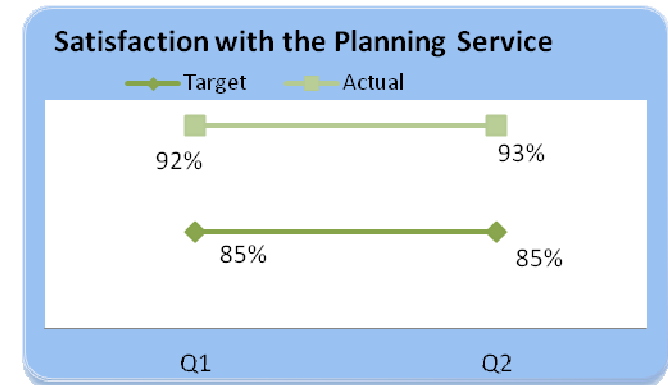 Satisfaction with the Planning Service
Target Actual
92% 93%
85% 85%
Q1 Q2